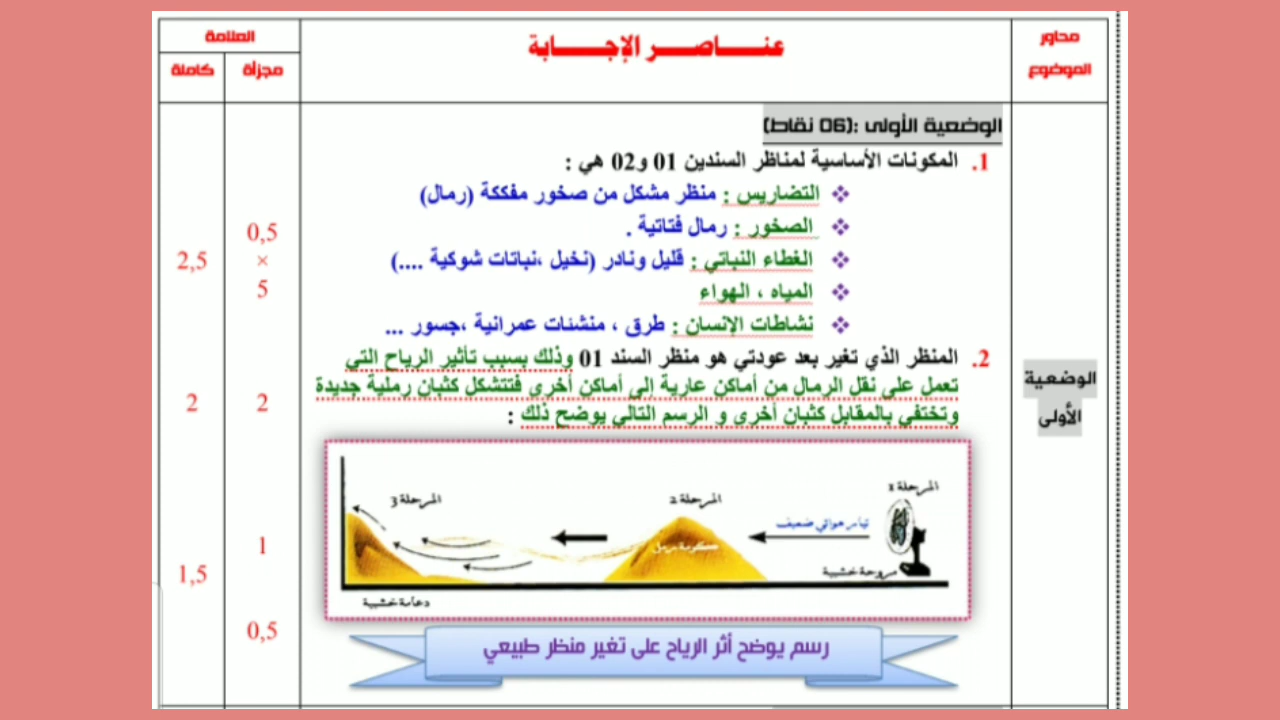 محاور
الموضوع
عنـــاصـــر الإجـــــابة
العلامة
مجزأة
كاملة
الوضعية الأولى :(06 نقاط)
1. المكونات الأساسية لمناظر السندين 01 و02 هي :
❖ التضاريس : منظر مشكل من صخور مفككة (رمال)
❖ الصخور : رمال فتاتية .
❖ الغطاء النباتي : قليل ونادر (نخيل ،نباتات شوكية ....)
❖ المياه ، الهواء
❖ نشاطات الإنسان : طرق ، منشئات عمرانية ،جسور ...
0,5
×
5
2,5
2. المنظر الذي تغير بعد عودتي هو منظر السند 01 وذلك بسبب تأثير الرياح التي
تعمل على نقل الرمال من أماكن عارية إلى أماكن أخرى فتتشكل كثبان رملية جديدة
وتختفي بالمقابل كثبان أخرى و الرسم التالي يوضح ذلك :
2
2
الوضعية
الأولى
المرحلة 1
المرحلة 2
المرحلة 3
تيار هوائي ضعيف
كومة رمل
مروحة خشبية
دعامة خشبية
1
1,5
0,5
رسم يوضح أثر الرياح على تغير منظر طبيعي